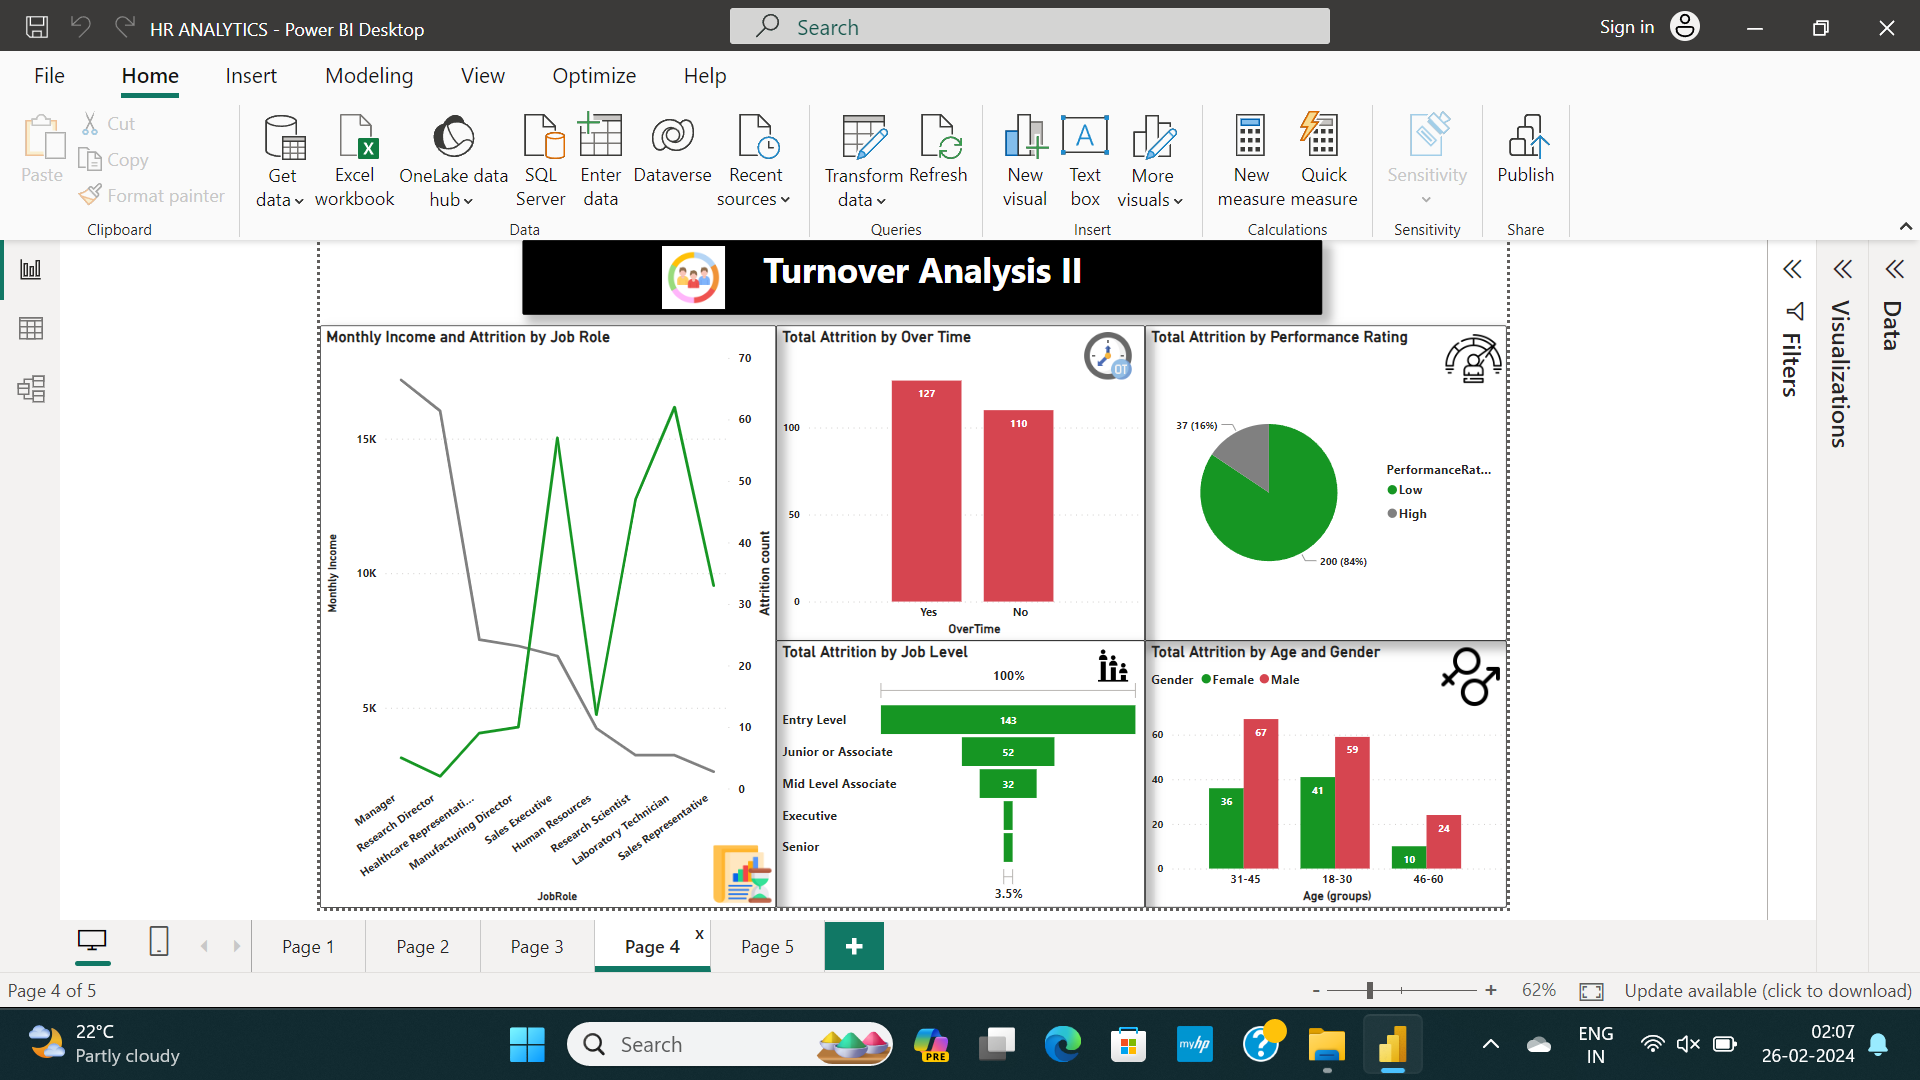 HR ANALYTICS - Power BI Desktop
Search
Sign in
File Home Insert Modeling View Optimize Help
Paste
Cut
Copy
Format painter
Clipboard
Get data
Excel workbook
OneLake data hub
SQL Server
Enter data
Dataverse
Recent sources
Data
Transform data
Refresh
Queries
New visual
Text box
More visuals
Insert
New measure
Quick measure
Calculations
Sensitivity
Sensitivity
Publish
Share
Turnover Analysis II
Monthly Income and Attrition by Job Role
70
60
50
40
30
20
10
0
15K
10K
5K
Monthly Income
Attrition count
Manager
Research Director
Healthcare Representati...
Manufacturing Director
Sales Executive
Human Resources
Research Scientist
Laboratory Technician
Sales Representative
JobRole
Total Attrition by Over Time
OT
127
110
100
50
0
Yes No
OverTime
Total Attrition by Performance Rating
37 (16%)
200 (84%)
PerformanceRat...
Low
High
Total Attrition by Job Level
100%
Entry Level 143
Junior or Associate 52
Mid Level Associate 32
Executive
Senior
3.5%
Total Attrition by Age and Gender
Gender Female Male
60
40
20
0
36 67
41 59
10 24
31-45 18-30 46-60
Age (groups)
Filters
Visualizations
Data
Page 1 Page 2 Page 3 Page 4 x Page 5 +
Page 4 of 5
- + 62%
Update available (click to download)
22°C
Partly cloudy
Search
PRE
myhp
ENG
IN
02:07
26-02-2024